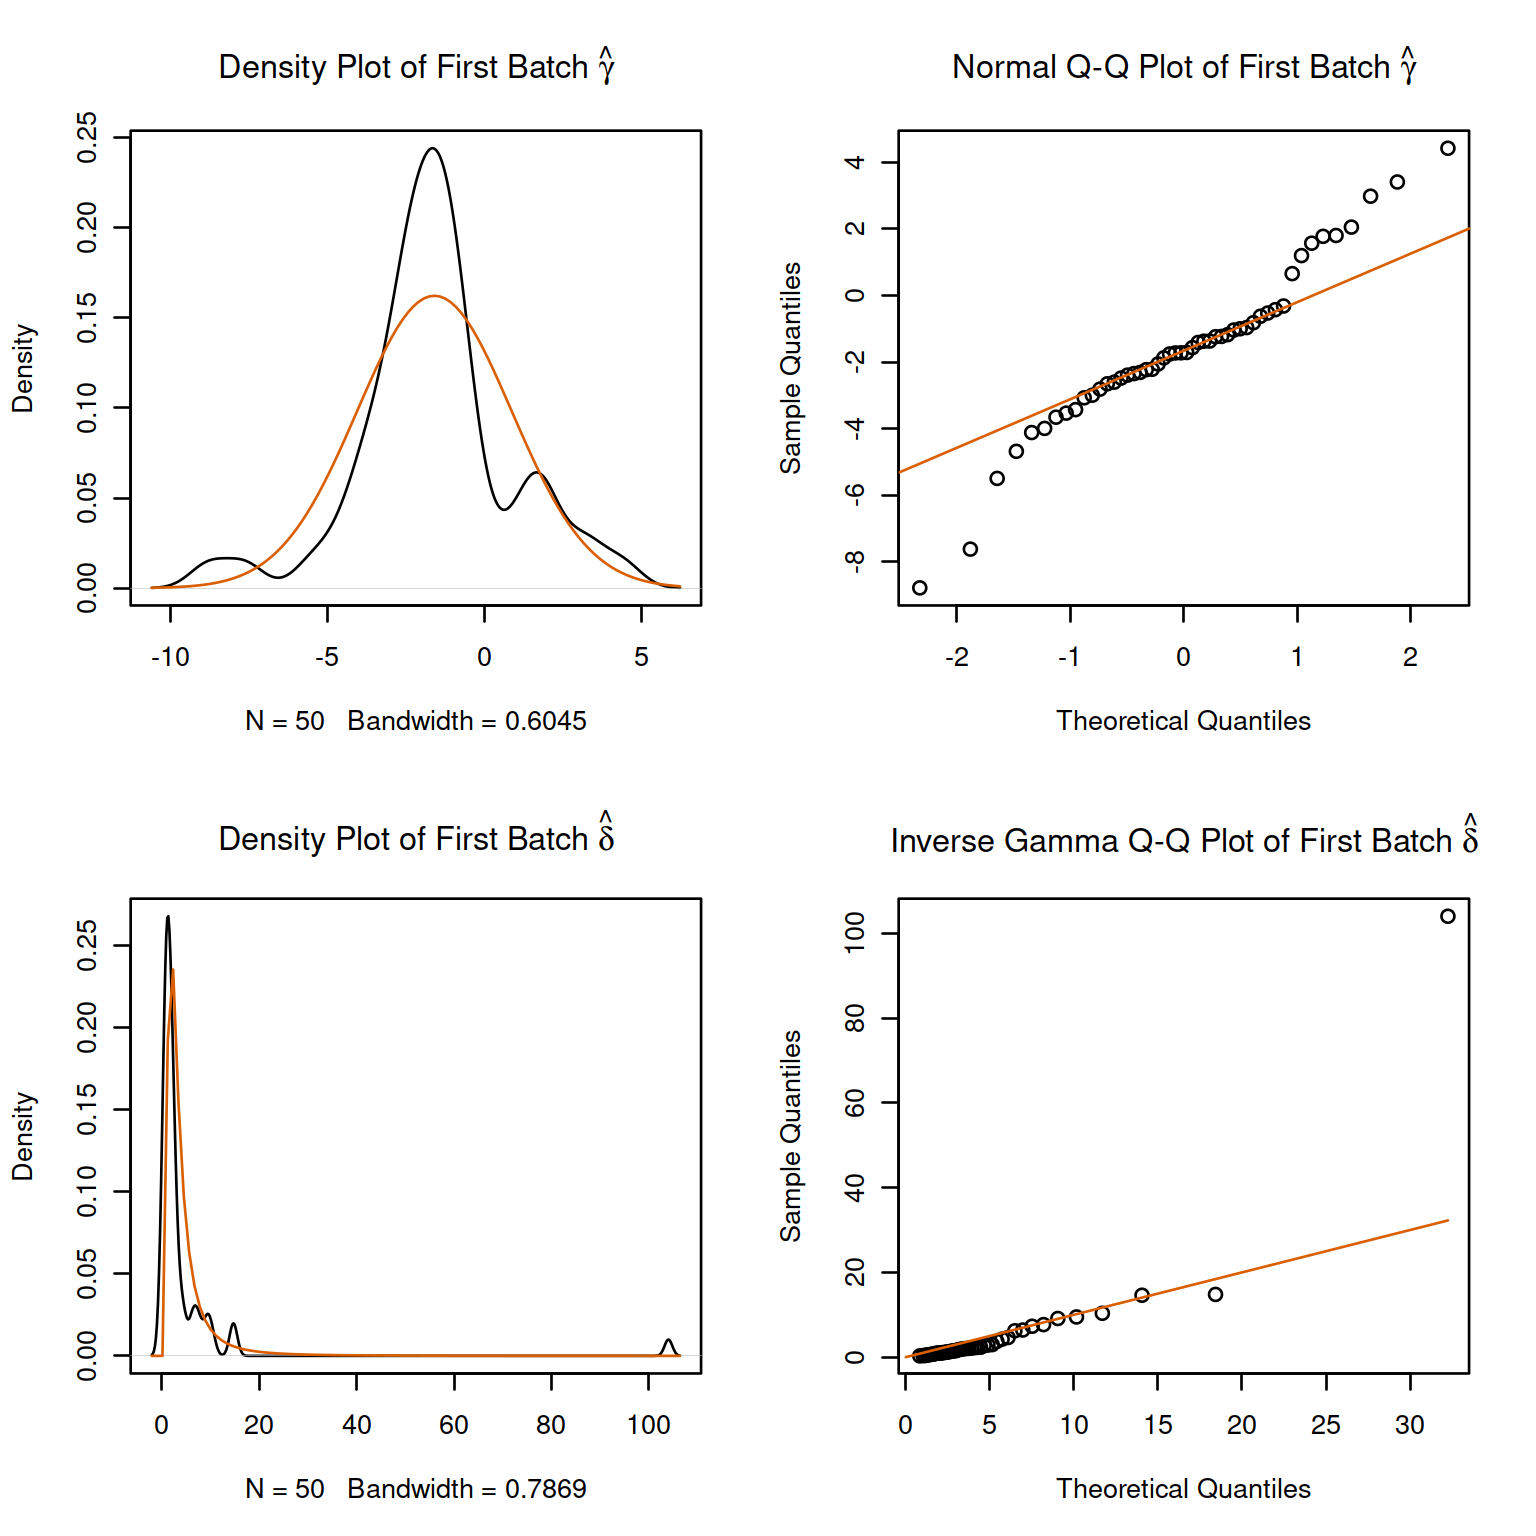 Density Plot of First Batch γ̂
Density
0.00 0.05 0.10 0.15 0.20 0.25
-10 -5 0 5
N = 50 Bandwidth = 0.6045
Normal Q-Q Plot of First Batch γ̂
Sample Quantiles
-8 -6 -4 -2 0 2 4
-2 -1 0 1 2
Theoretical Quantiles
Density Plot of First Batch δ̂
Density
0.00 0.05 0.10 0.15 0.20 0.25
0 20 40 60 80 100
N = 50 Bandwidth = 0.7869
Inverse Gamma Q-Q Plot of First Batch δ̂
Sample Quantiles
0 20 40 60 80 100
0 5 10 15 20 25 30
Theoretical Quantiles